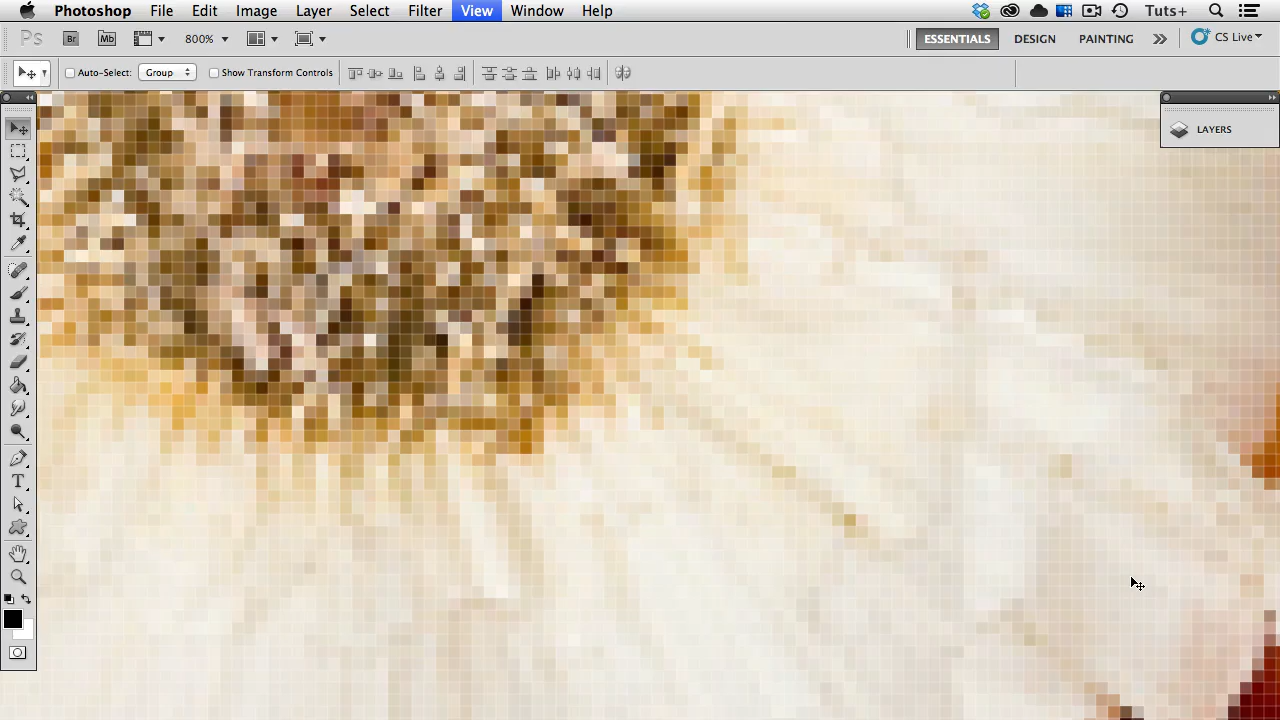 Photoshop File Edit Image Layer Select Filter View Window Help Tuts+
Ps Br Mb 800% ESSENTIALS DESIGN PAINTING CS Live
Auto-Select: Group Show Transform Controls
LAYERS
T